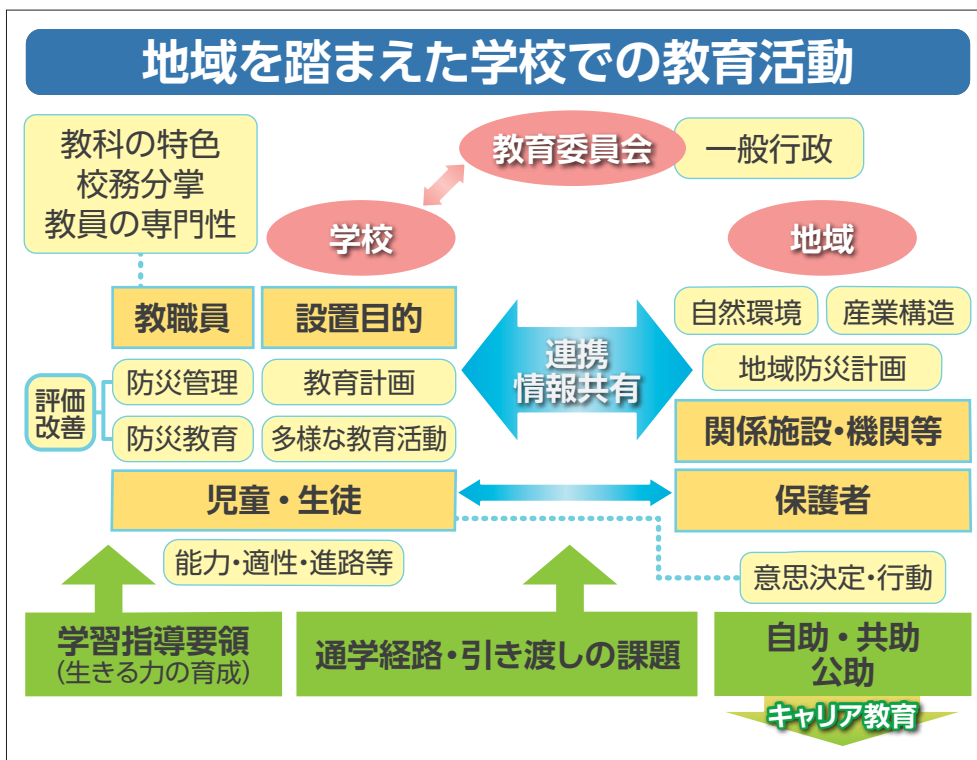 地域を踏まえた学校での教育活動
教科の特色
校務分掌
教員の専門性
教育委員会
一般行政
学校
地域
教職員
設置目的
自然環境
産業構造
連携
情報共有
防災管理
教育計画
地域防災計画
評価
改善
防災教育
多様な教育活動
関係施設・機関等
児童・生徒
保護者
能力・適性・進路等
意思決定・行動
学習指導要領
(生きる力の育成)
通学経路・引き渡しの課題
自助・共助
公助
キャリア教育